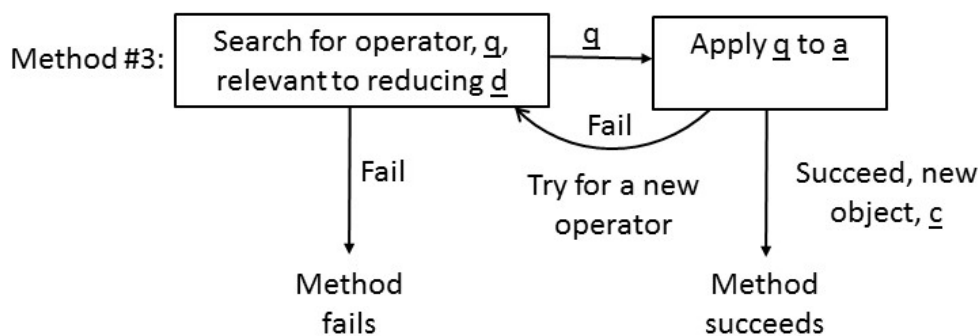 Method #3:
Search for operator, q,
relevant to reducing d
q
Apply q to a
Fail
Fail
Try for a new
operator
Succeed, new
object, c
Method
fails
Method
succeeds